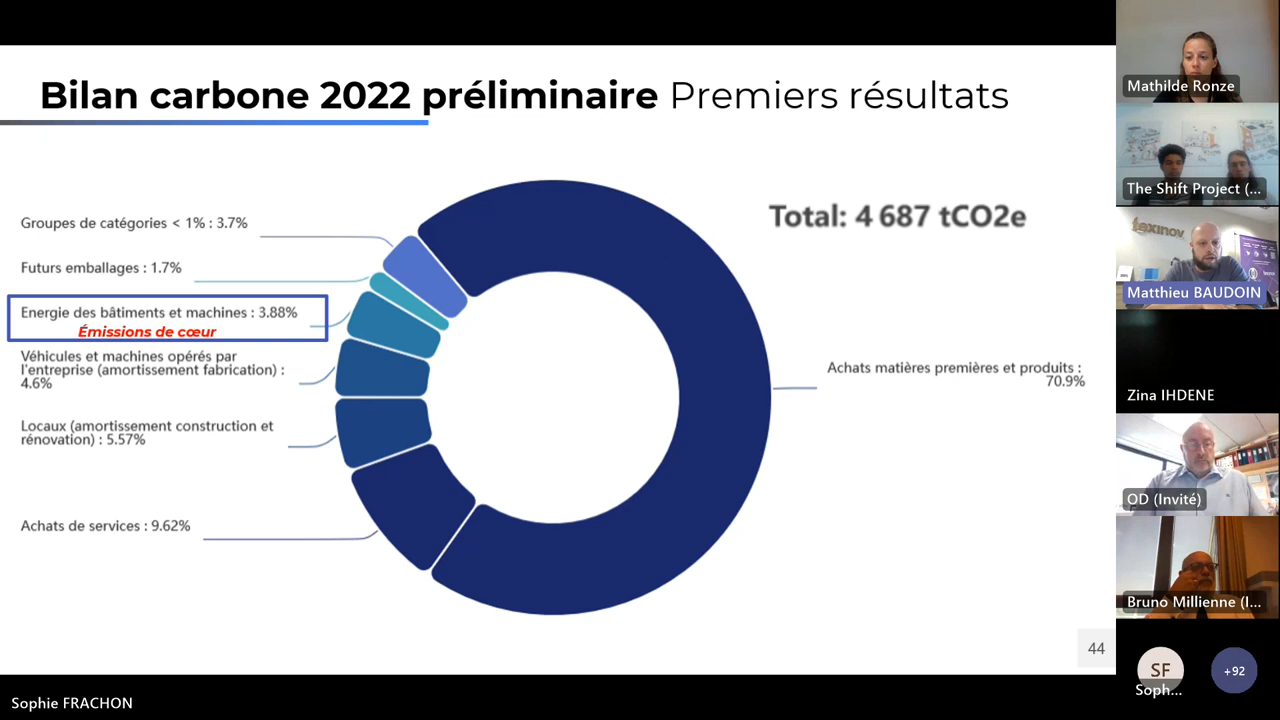 Bilan carbone 2022 préliminaire Premiers résultats
Groupes de catégories < 1% : 3.7%
Futurs emballages : 1.7%
Energie des bâtiments et machines : 3.88%
Émissions de cœur
Véhicules et machines opérés par
l'entreprise (amortissement fabrication) :
4.6%
Locaux (amortissement construction et
rénovation) : 5.57%
Achats de services : 9.62%
Total: 4 687 tCO2e
Achats matières premières et produits :
70.9%
44
Sophie FRACHON
Mathilde Ronze
The Shift Project (...
texinov
Matthieu BAUDOIN
Zina IHDENE
OD (Invité)
Bruno Millienne (I...
SF
Soph...
+92